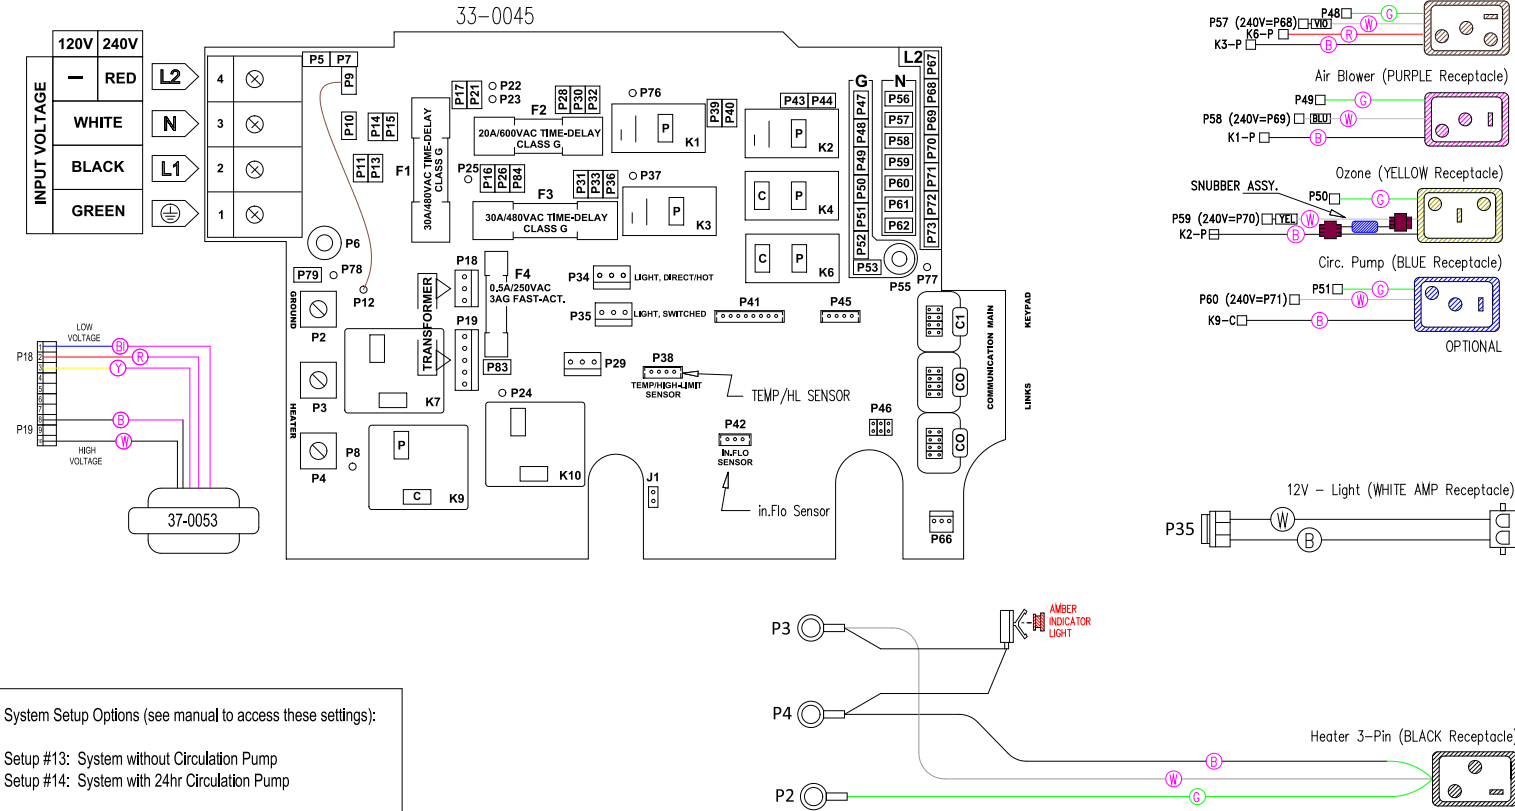 33-0045
120V 240V
INPUT VOLTAGE
— RED
WHITE
BLACK
GREEN
L2
N
L1
4
3
2
1
P5 P7
P9
P10
P14
P15
P11
P13
P17
P21
P22
P23
F1
30A/480VAC TIME-DELAY
CLASS G
F2
20A/600VAC TIME-DELAY
CLASS G
P28
P30
P32
P76
P
K1
P39
P40
P43 P44
P
K2
P25
P16
P26
P84
F3
30A/480VAC TIME-DELAY
CLASS G
P31
P33
P36
P37
P
K3
C P
K4
C P
K6
L2
G
N
P47
P48
P49
P50
P51
P52
P53
P56
P57
P58
P59
P60
P61
P62
P67
P68
P69
P70
P71
P72
P73
P55
P77
P6
P79
P78
P12
GROUND
P2
P3
HEATER
P4
P8
TRANSFORMER
P18
P19
F4
0.5A/250VAC
3AG FAST-ACT.
P83
P34
LIGHT, DIRECT/HOT
P35
LIGHT, SWITCHED
P29
P41
P45
P38
TEMP/HIGH-LIMIT
SENSOR
TEMP/HL SENSOR
K7
P24
K10
P
C
K9
P42
IN.FLO
SENSOR
in.Flo Sensor
J1
P46
P66
C1
CO
CO
COMMUNICATION MAIN
KEYPAD
LINKS
LOW
VOLTAGE
P18
P19
Bl
R
Y
B
W
HIGH
VOLTAGE
37-0053
P48
G
P57 (240V=P68)
VIO
W
K6-P
R
K3-P
B
Air Blower (PURPLE Receptacle)
P49
G
P58 (240V=P69)
BLU
W
K1-P
B
Ozone (YELLOW Receptacle)
SNUBBER ASSY.
P50
G
P59 (240V=P70)
YEL
W
K2-P
B
Circ. Pump (BLUE Receptacle)
P51
G
P60 (240V=P71)
W
K9-C
B
OPTIONAL
12V - Light (WHITE AMP Receptacle)
P35
W
B
P3
AMBER
INDICATOR
LIGHT
P4
Heater 3-Pin (BLACK Receptacle)
B
W
P2
G
System Setup Options (see manual to access these settings):
Setup #13: System without Circulation Pump
Setup #14: System with 24hr Circulation Pump